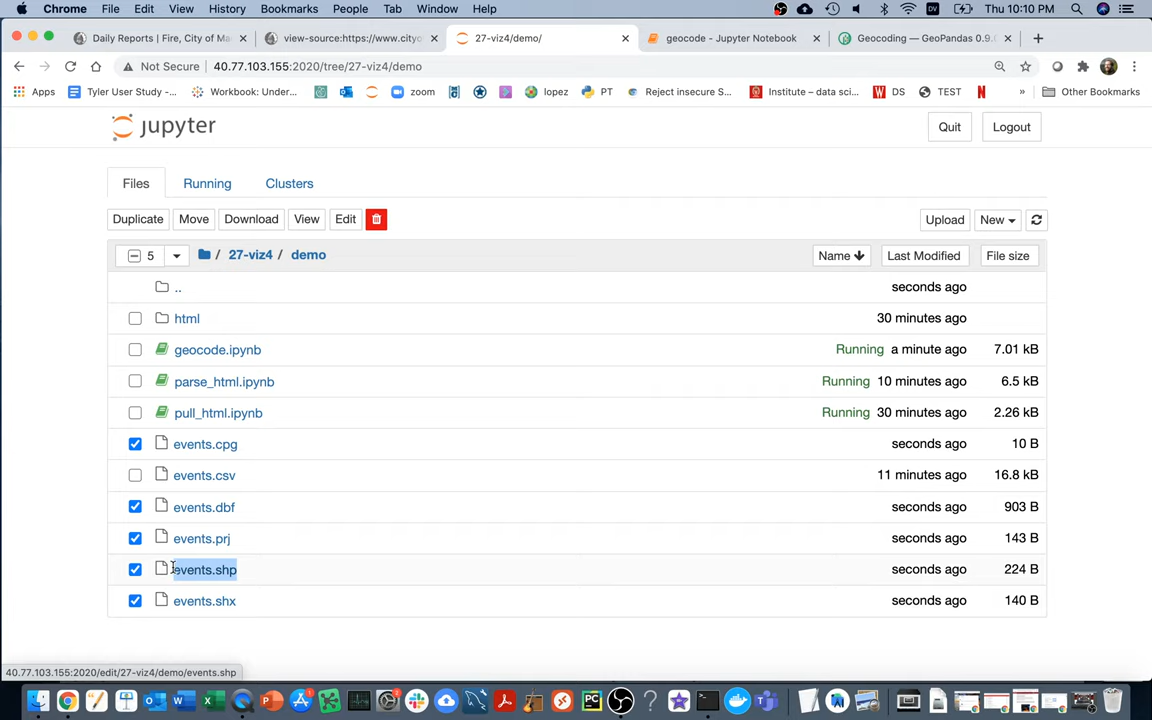 Chrome File Edit View History Bookmarks People Tab Window Help Thu 10:10 PM
Daily Reports | Fire, City of Ma view-source:https://www.cityo 27-viz4/demo/ geocode - Jupyter Notebook Geocoding — GeoPandas 0.9.
Not Secure 40.77.103.155:2020/tree/27-viz4/demo
Apps Tyler User Study -... Workbook: Under... zoom lopez PT Reject insecure S... Institute – data sci... DS TEST » Other Bookmarks
jupyter Quit Logout
Files Running Clusters
Duplicate Move Download View Edit Upload New
5 / 27-viz4 / demo Name Last Modified File size
.. seconds ago
html 30 minutes ago
geocode.ipynb Running a minute ago 7.01 kB
parse_html.ipynb Running 10 minutes ago 6.5 kB
pull_html.ipynb Running 30 minutes ago 2.26 kB
events.cpg seconds ago 10 B
events.csv 11 minutes ago 16.8 kB
events.dbf seconds ago 903 B
events.prj seconds ago 143 B
events.shp seconds ago 224 B
events.shx seconds ago 140 B
40.77.103.155:2020/edit/27-viz4/demo/events.shp